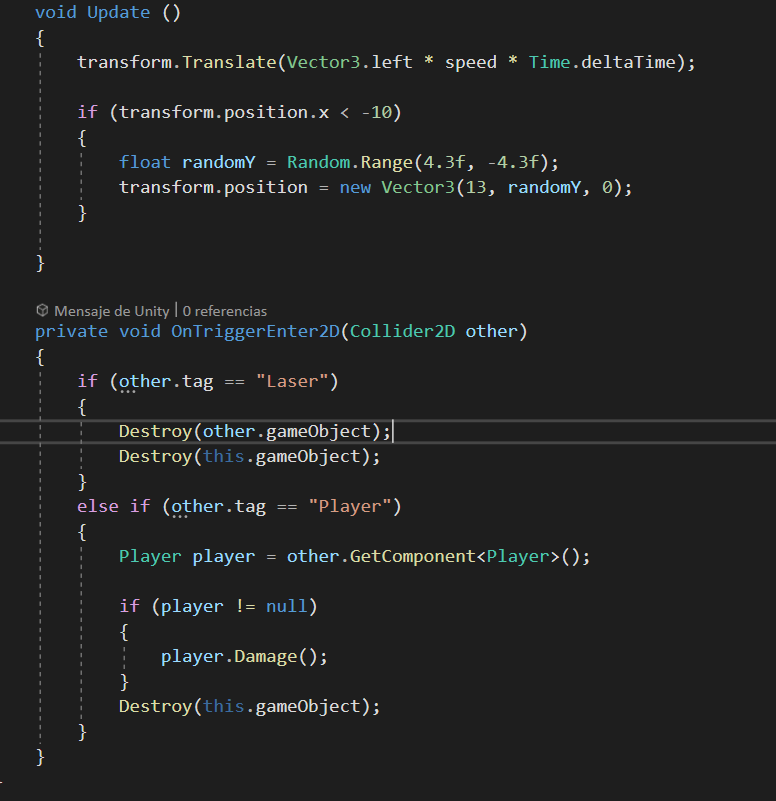 void Update ()
{
    transform.Translate(Vector3.left * speed * Time.deltaTime);

    if (transform.position.x < -10)
    {
        float randomY = Random.Range(4.3f, -4.3f);
        transform.position = new Vector3(13, randomY, 0);
    }

}

Mensaje de Unity | 0 referencias
private void OnTriggerEnter2D(Collider2D other)
{
    if (other.tag == "Laser")
    {
        Destroy(other.gameObject);
        Destroy(this.gameObject);
    }
    else if (other.tag == "Player")
    {
        Player player = other.GetComponent<Player>();

        if (player != null)
        {
            player.Damage();
        }
        Destroy(this.gameObject);
    }
}